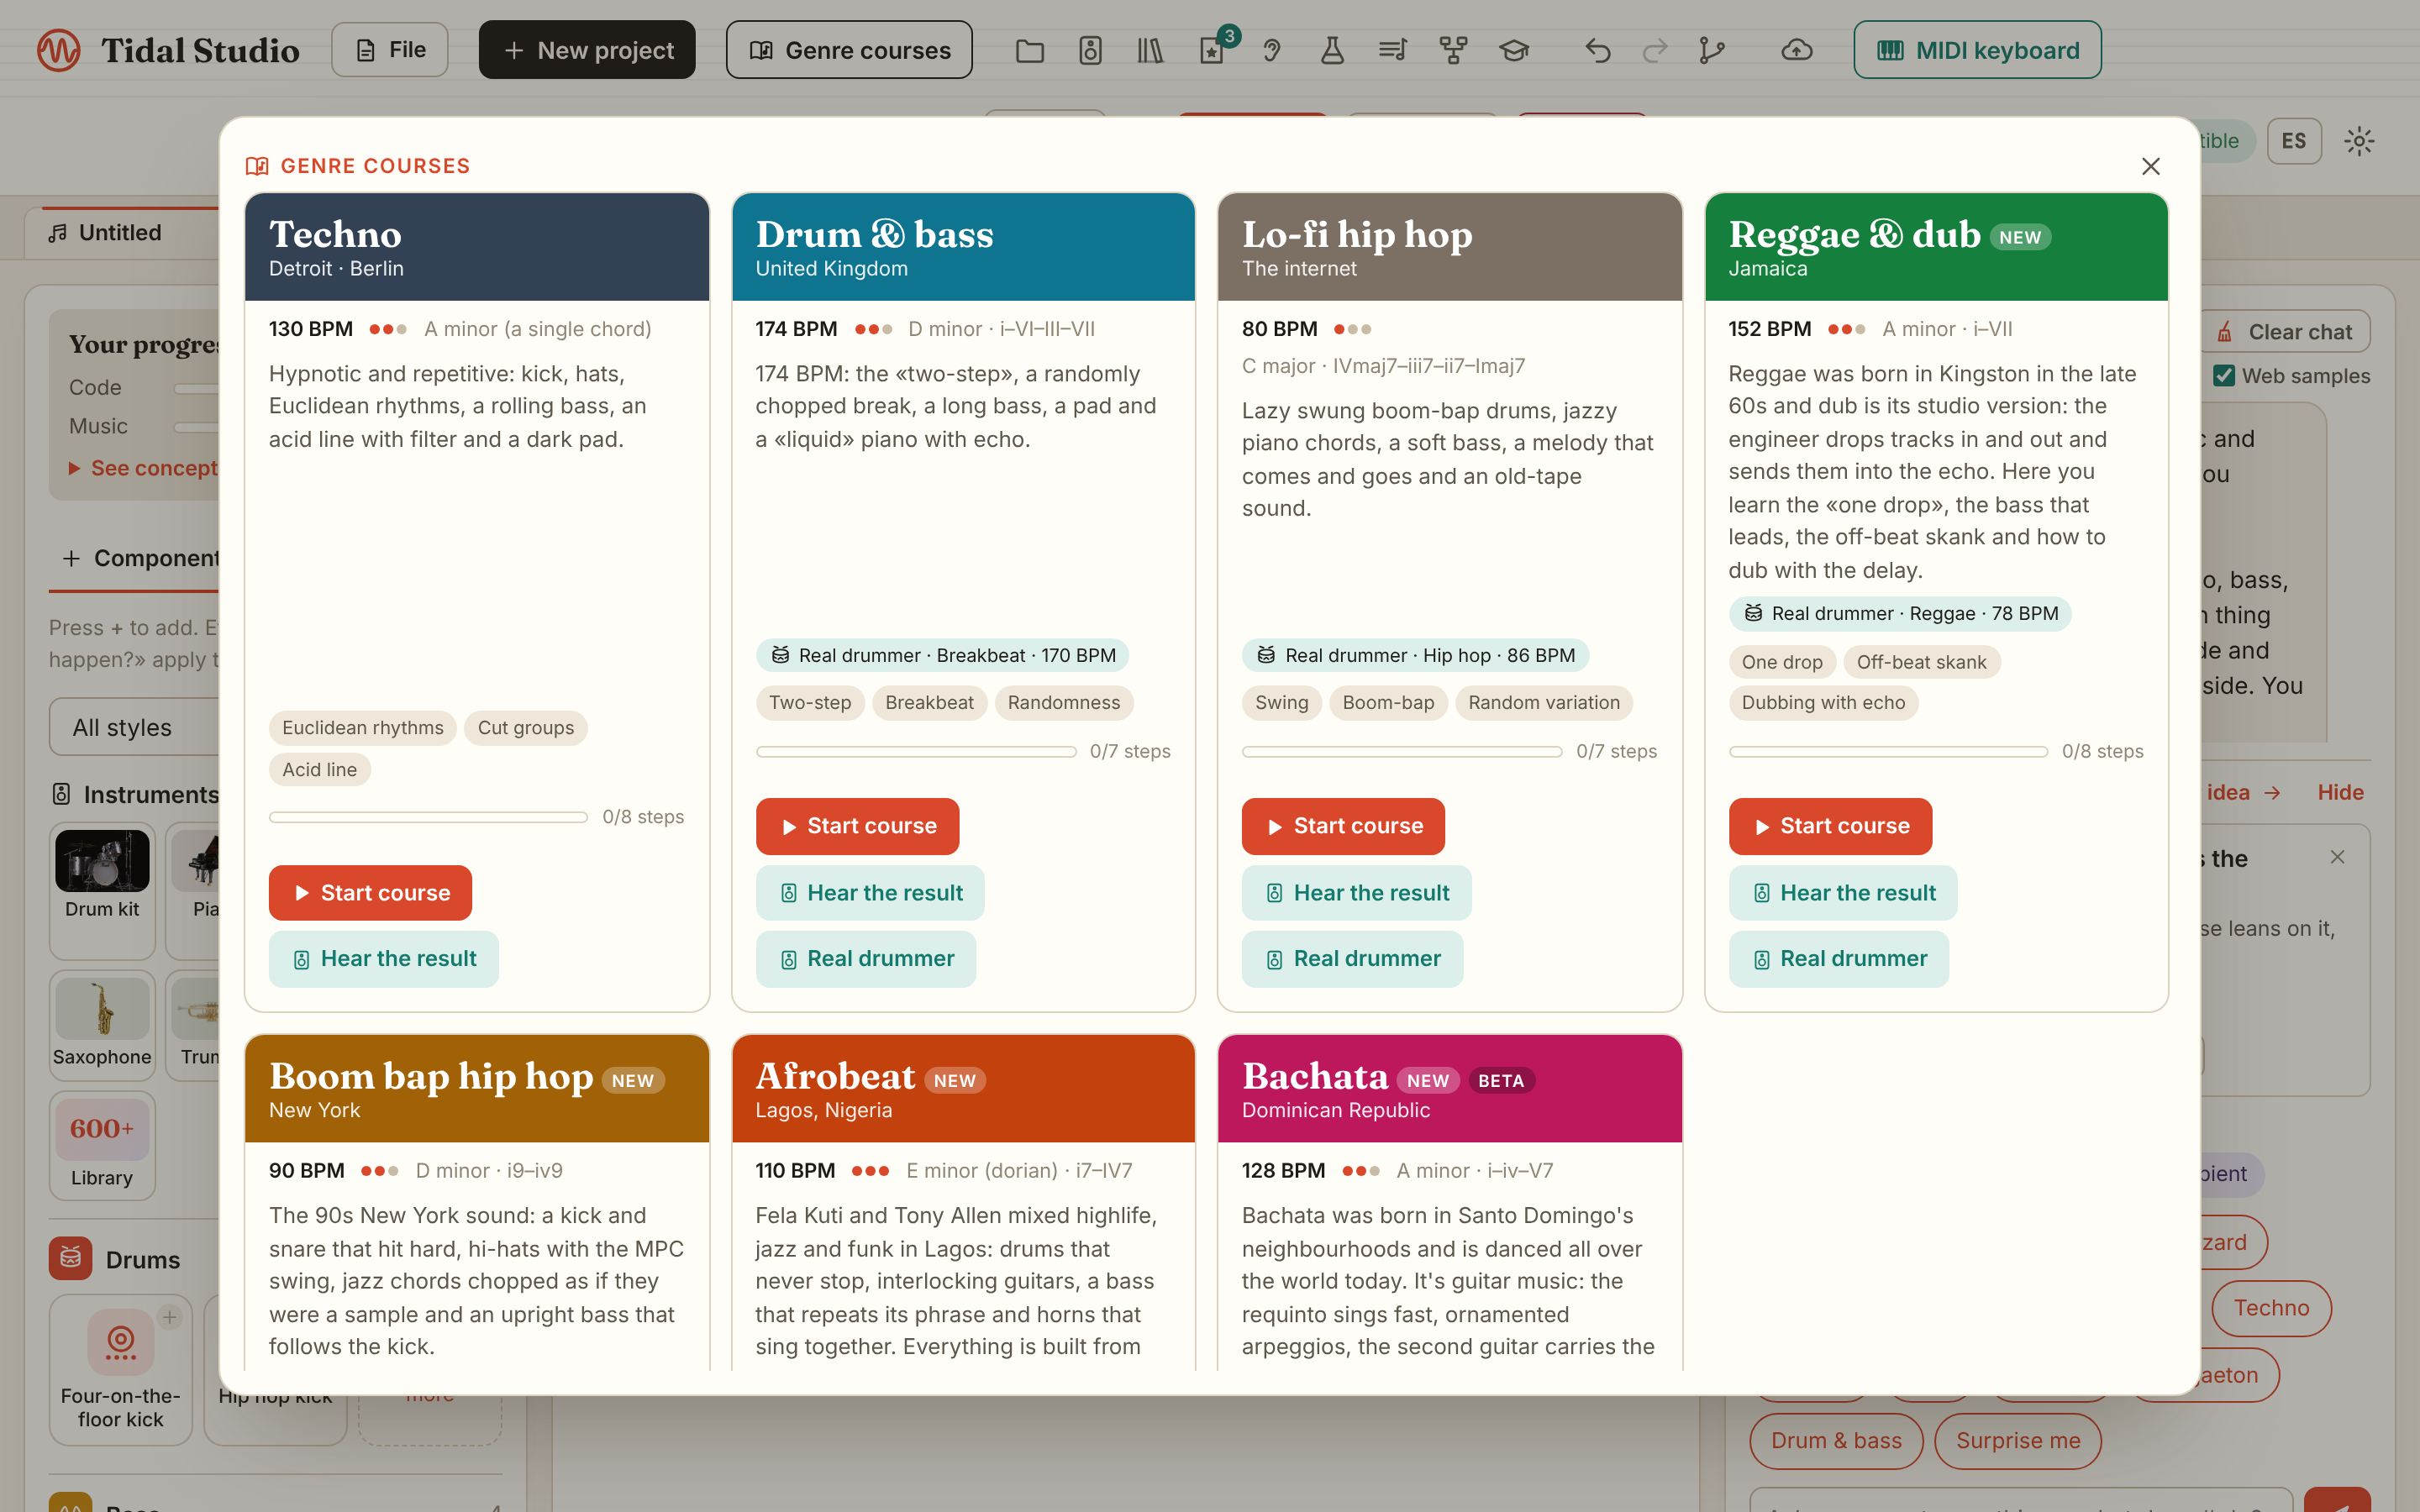 Tidal Studio
File
New project
Genre courses
3
MIDI keyboard
ES
Untitled
GENRE COURSES
Techno
Detroit · Berlin
130 BPM
A minor (a single chord)
Hypnotic and repetitive: kick, hats,
Euclidean rhythms, a rolling bass, an
acid line with filter and a dark pad.
Euclidean rhythms
Cut groups
Acid line
0/8 steps
Start course
Hear the result
Drum & bass
United Kingdom
174 BPM
D minor · i–VI–III–VII
174 BPM: the «two-step», a randomly
chopped break, a long bass, a pad and
a «liquid» piano with echo.
Real drummer · Breakbeat · 170 BPM
Two-step
Breakbeat
Randomness
0/7 steps
Start course
Hear the result
Real drummer
Lo-fi hip hop
The internet
80 BPM
C major · IVmaj7–iii7–ii7–Imaj7
Lazy swung boom-bap drums, jazzy
piano chords, a soft bass, a melody that
comes and goes and an old-tape
sound.
Real drummer · Hip hop · 86 BPM
Swing
Boom-bap
Random variation
0/7 steps
Start course
Hear the result
Real drummer
Reggae & dub
NEW
Jamaica
152 BPM
A minor · i–VII
Reggae was born in Kingston in the late
60s and dub is its studio version: the
engineer drops tracks in and out and
sends them into the echo. Here you
learn the «one drop», the bass that
leads, the off-beat skank and how to
dub with the delay.
Real drummer · Reggae · 78 BPM
One drop
Off-beat skank
Dubbing with echo
0/8 steps
Start course
Hear the result
Real drummer
Boom bap hip hop
NEW
New York
90 BPM
D minor · i9–iv9
The 90s New York sound: a kick and
snare that hit hard, hi-hats with the MPC
swing, jazz chords chopped as if they
were a sample and an upright bass that
follows the kick.
Afrobeat
NEW
Lagos, Nigeria
110 BPM
E minor (dorian) · i7–IV7
Fela Kuti and Tony Allen mixed highlife,
jazz and funk in Lagos: drums that
never stop, interlocking guitars, a bass
that repeats its phrase and horns that
sing together. Everything is built from
Bachata
NEW
BETA
Dominican Republic
128 BPM
A minor · i–iv–V7
Bachata was born in Santo Domingo's
neighbourhoods and is danced all over
the world today. It's guitar music: the
requinto sings fast, ornamented
arpeggios, the second guitar carries the
Your
Code
Music
See
Press + to add.
happen?» apply
All styles
Instruments
Drum kit
Saxophone
600+
Library
Drums
Four-on-the-
floor kick
Hip hop kick
more
Clear chat
Web samples
and
bass,
thing
and
side. You
idea →
Hide
the
leans on it,
Techno
Drum & bass
Surprise me